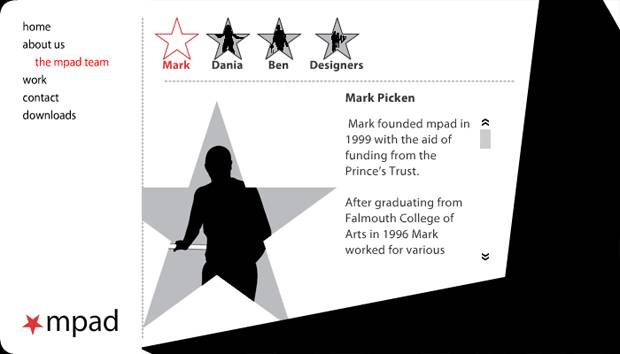 home
about us
the mpad team
work
contact
downloads
Mark Dania Ben Designers
Mark Picken
Mark founded mpad in
1999 with the aid of
funding from the
Prince's Trust.
After graduating from
Falmouth College of
Arts in 1996 Mark
worked for various
mpad